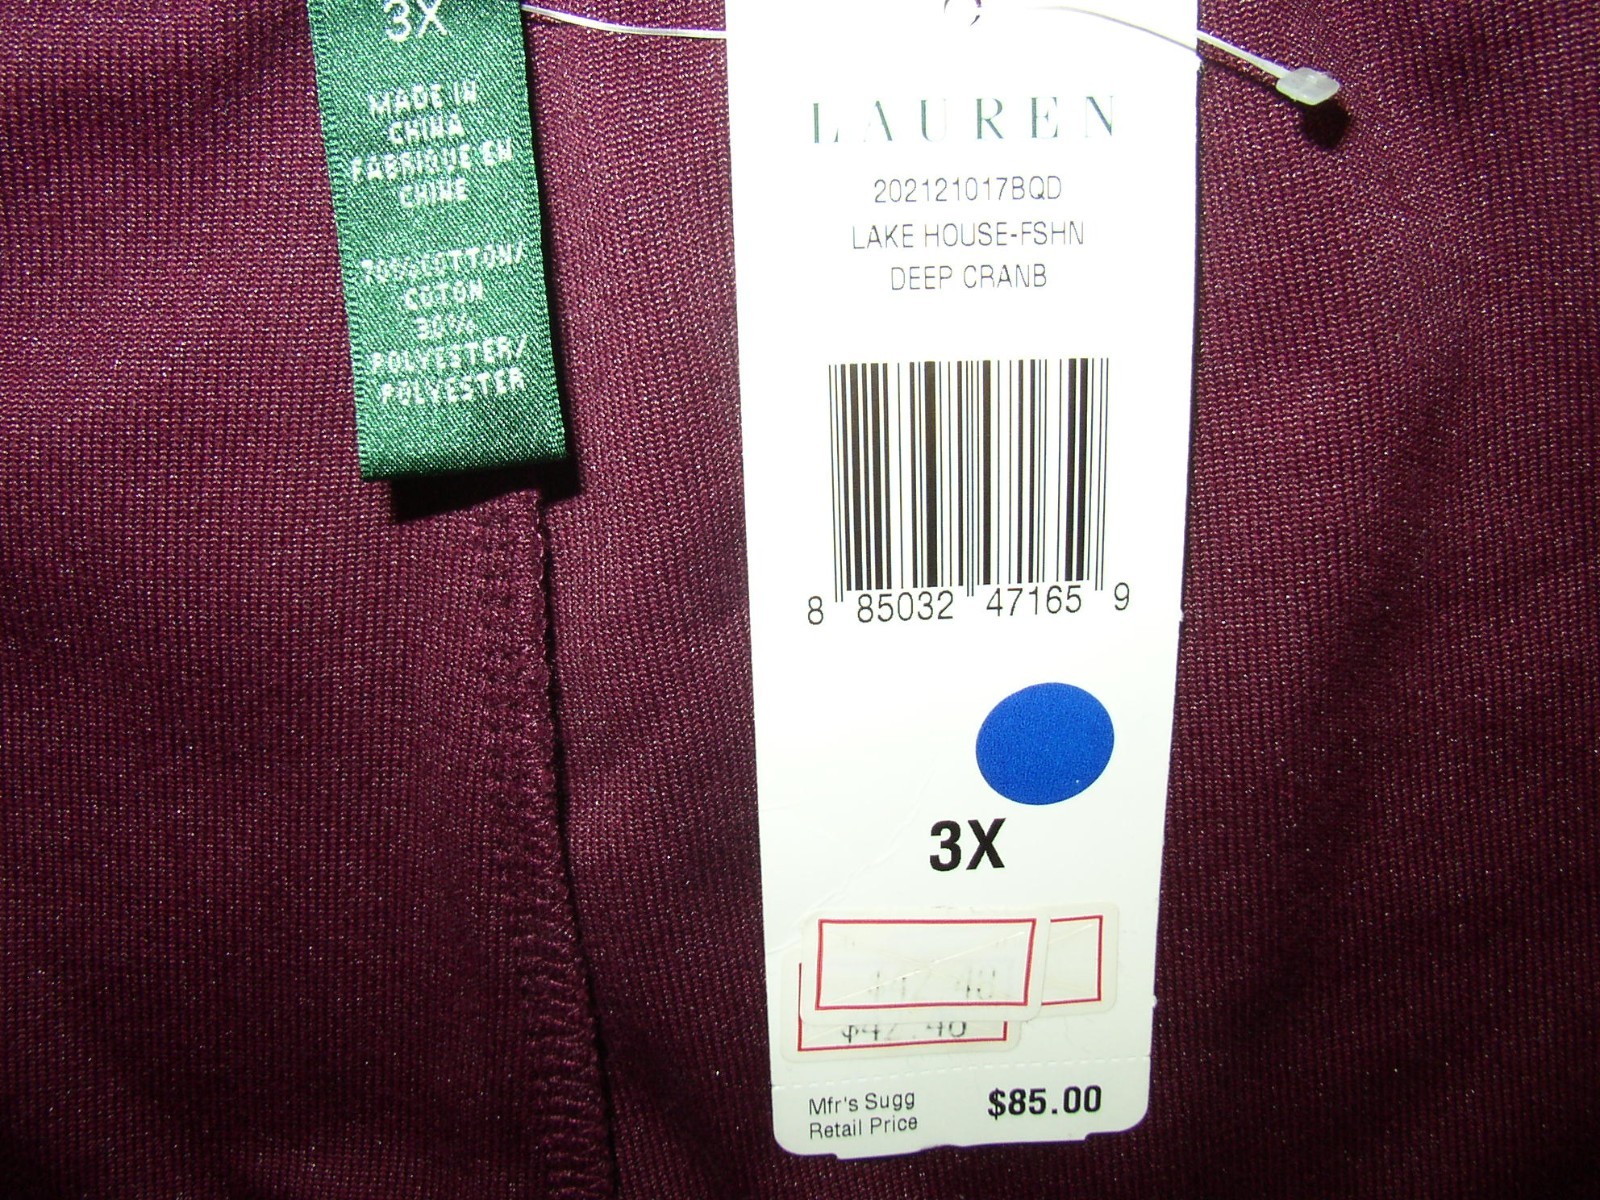 3X
MADE IN
CHINA
FABRIQUE EN
CHINE
70% COTTON/
COTON
30%
POLYESTER/
POLYESTER
LAUREN
202121017BQD
LAKE HOUSE-FSHN
DEEP CRANB
8 85032 47165 9
3X
Mfr's Sugg
Retail Price
$85.00